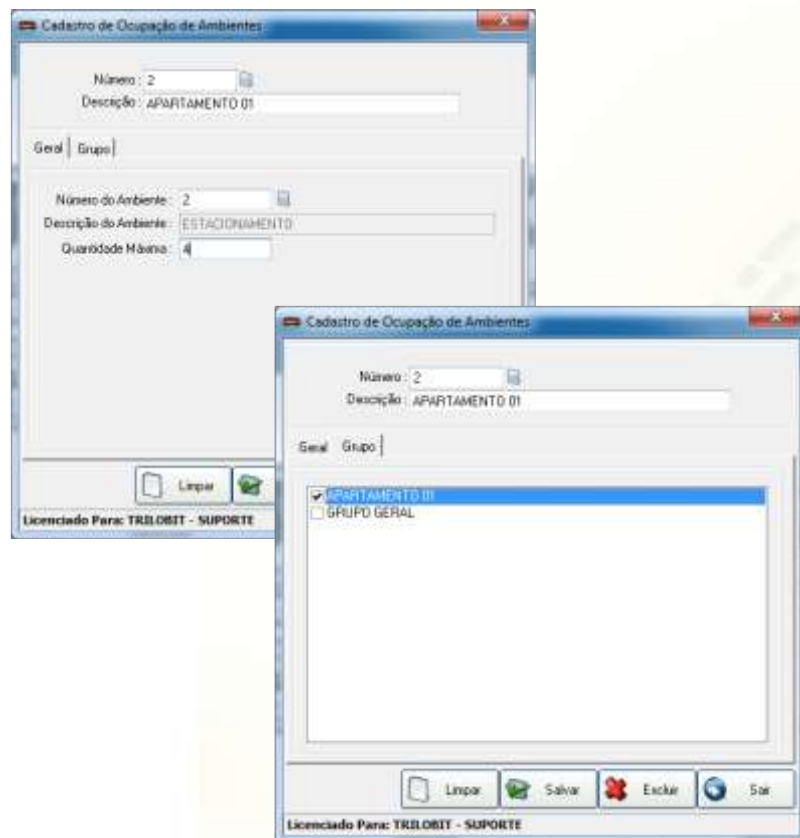 Cadastro de Ocupação de Ambientes
Número : 2
Descrição : APARTAMENTO 01
Geral Grupo
Número do Ambiente : 2
Descrição do Ambiente : ESTACIONAMENTO
Quantidade Máxima : 4
Limpar
Licenciado Para: TRILOBIT - SUPORTE
Cadastro de Ocupação de Ambientes
Número : 2
Descrição : APARTAMENTO 01
Geral Grupo
APARTAMENTO 01
GRUPO GERAL
Limpar Salvar Excluir Sair
Licenciado Para: TRILOBIT - SUPORTE